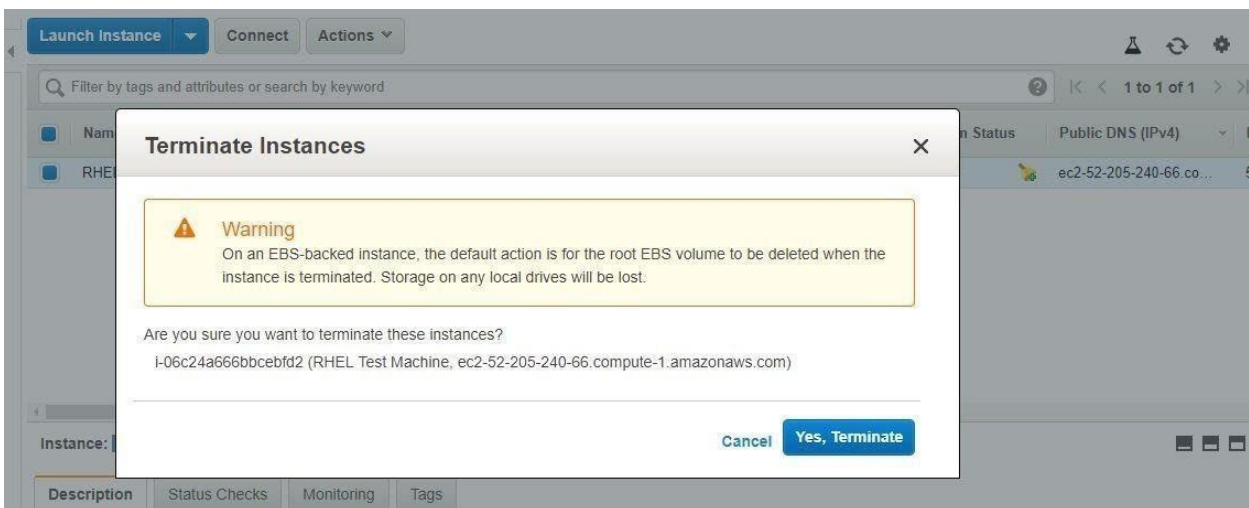 Launch Instance Connect Actions
Filter by tags and attributes or search by keyword 1 to 1 of 1
Nam n Status Public DNS (IPv4)
RHE ec2-52-205-240-66.co...
Terminate Instances
Warning
On an EBS-backed instance, the default action is for the root EBS volume to be deleted when the
instance is terminated. Storage on any local drives will be lost.
Are you sure you want to terminate these instances?
i-06c24a666bbcebfd2 (RHEL Test Machine, ec2-52-205-240-66.compute-1.amazonaws.com)
Cancel Yes, Terminate
Instance:
Description Status Checks Monitoring Tags